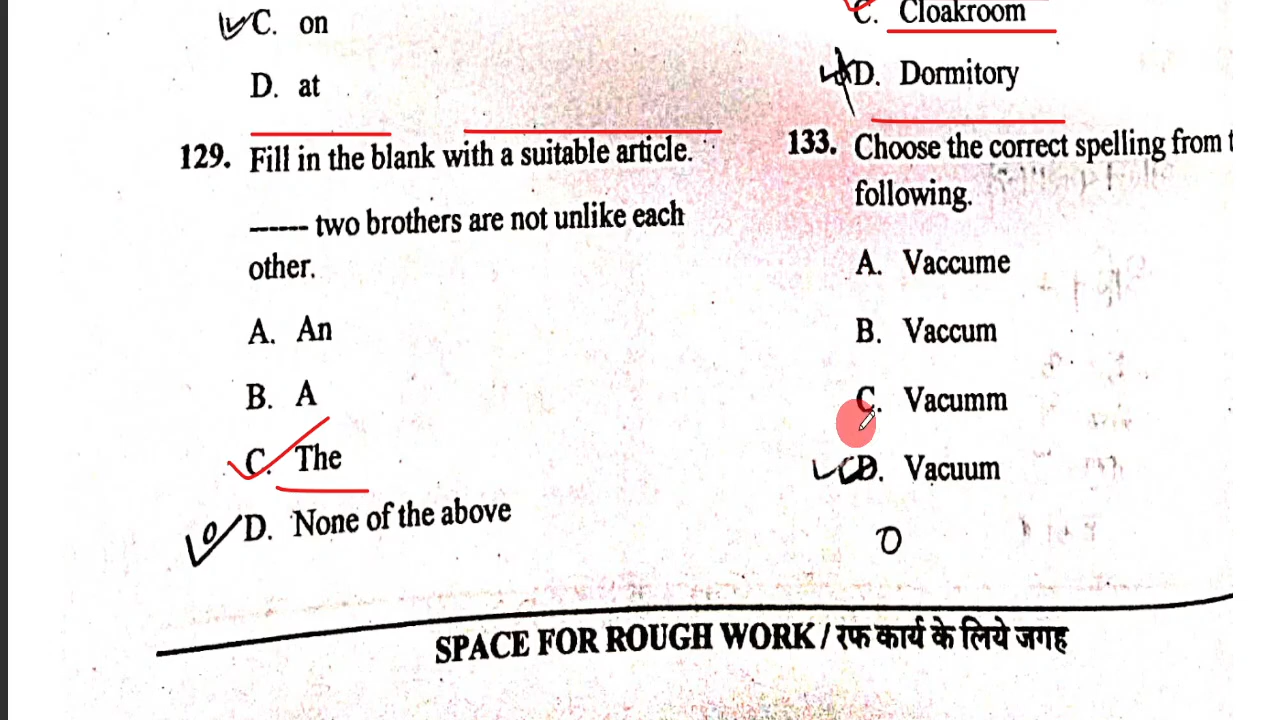 C. on
D. at
129. Fill in the blank with a suitable article.
------ two brothers are not unlike each
other.
A. An
B. A
C. The
D. None of the above
C. Cloakroom
D. Dormitory
133. Choose the correct spelling from t
following.
A. Vaccume
B. Vaccum
C. Vacumm
D. Vacuum
SPACE FOR ROUGH WORK / रफ कार्य के लिये जगह